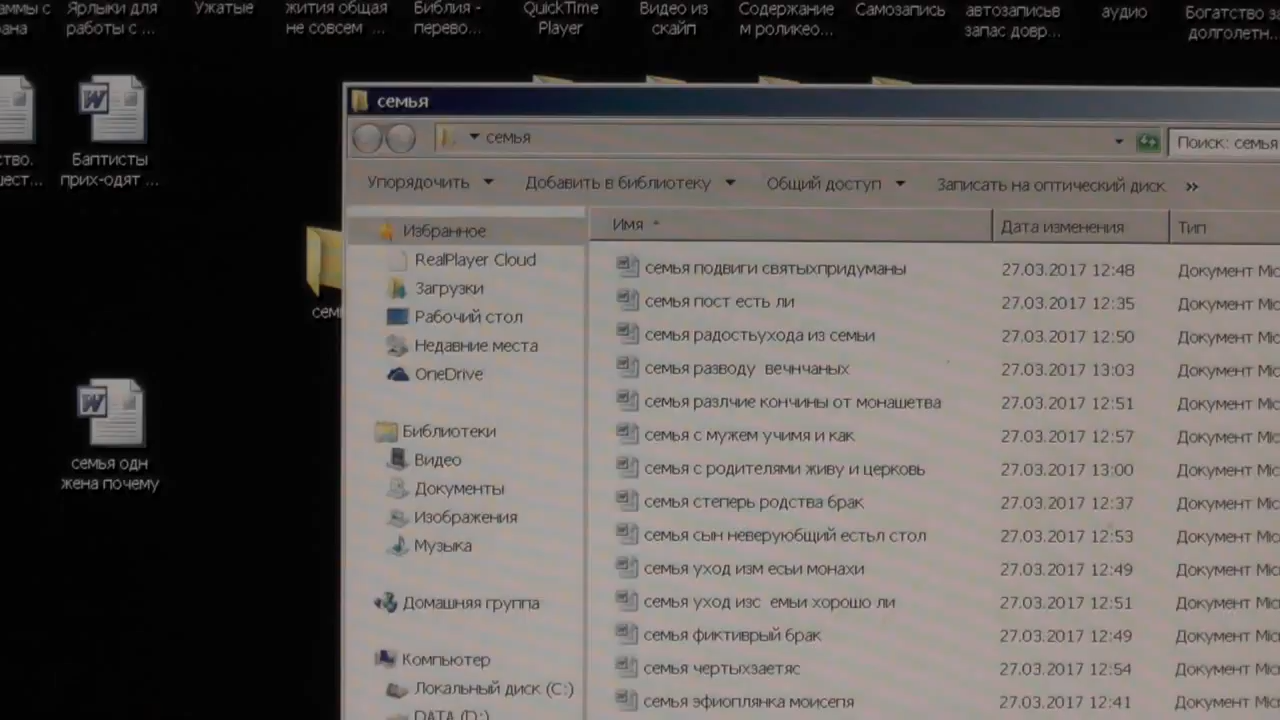 аммы с
ана
Ярлыки для
работы с ...
Ужатые
жития общая
не совсем ...
Библия -
перево...
QuickTime
Player
Видео из
скайп
Содержание
м роликео...
Самозапись
автозаписьв
запас довр...
аудио
Богатство за
долголетн...
тво.
шест...
Баптисты
прих-одят ...
семья одн
жена почему
сем
семья
семья
Поиск: семья
Упорядочить
Добавить в библиотеку
Общий доступ
Записать на оптический диск
»
Избранное
RealPlayer Cloud
Загрузки
Рабочий стол
Недавние места
OneDrive
Библиотеки
Видео
Документы
Изображения
Музыка
Домашняя группа
Компьютер
Локальный диск (C:)
DATA (D:)
Имя Дата изменения Тип
семья подвиги святыхпридуманы 27.03.2017 12:48 Документ Mic
семья пост есть ли 27.03.2017 12:35 Документ Mic
семья радостьухода из семьи 27.03.2017 12:50 Документ Mic
семья разводу вечнчаных 27.03.2017 13:03 Документ Mic
семья разлчие кончины от монашетва 27.03.2017 12:51 Документ Mic
семья с мужем учимя и как 27.03.2017 12:57 Документ Mic
семья с родителями живу и церковь 27.03.2017 13:00 Документ Mic
семья степерь родства брак 27.03.2017 12:37 Документ Mic
семья сын неверуюбщий естьл стол 27.03.2017 12:53 Документ Mic
семья уход изм есьи монахи 27.03.2017 12:49 Документ Mic
семья уход изс емьи хорошо ли 27.03.2017 12:51 Документ Mic
семья фиктиврый брак 27.03.2017 12:49 Документ Mic
семья чертыхзаетяс 27.03.2017 12:54 Документ Mic
семья эфиоплянка моисепя 27.03.2017 12:41 Документ Mic